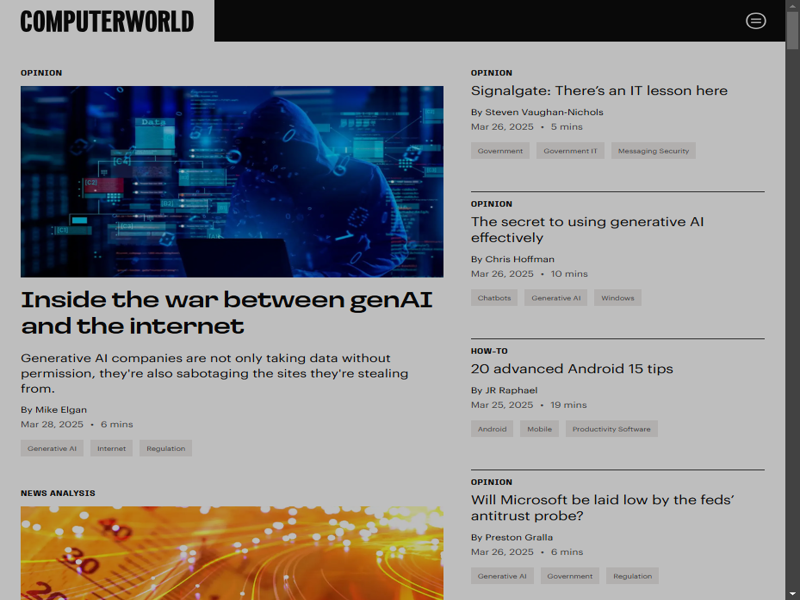 COMPUTERWORLD
OPINION
Data
Inside the war between genAI
and the internet
Generative AI companies are not only taking data without
permission, they're also sabotaging the sites they're stealing
from.
By Mike Elgan
Mar 28, 2025 • 6 mins
Generative AI Internet Regulation
NEWS ANALYSIS
40
30
20
OPINION
Signalgate: There's an IT lesson here
By Steven Vaughan-Nichols
Mar 26, 2025 • 5 mins
Government Government IT Messaging Security
OPINION
The secret to using generative AI
effectively
By Chris Hoffman
Mar 26, 2025 • 10 mins
Chatbots Generative AI Windows
HOW-TO
20 advanced Android 15 tips
By JR Raphael
Mar 25, 2025 • 19 mins
Android Mobile Productivity Software
OPINION
Will Microsoft be laid low by the feds'
antitrust probe?
By Preston Gralla
Mar 26, 2025 • 6 mins
Generative AI Government Regulation